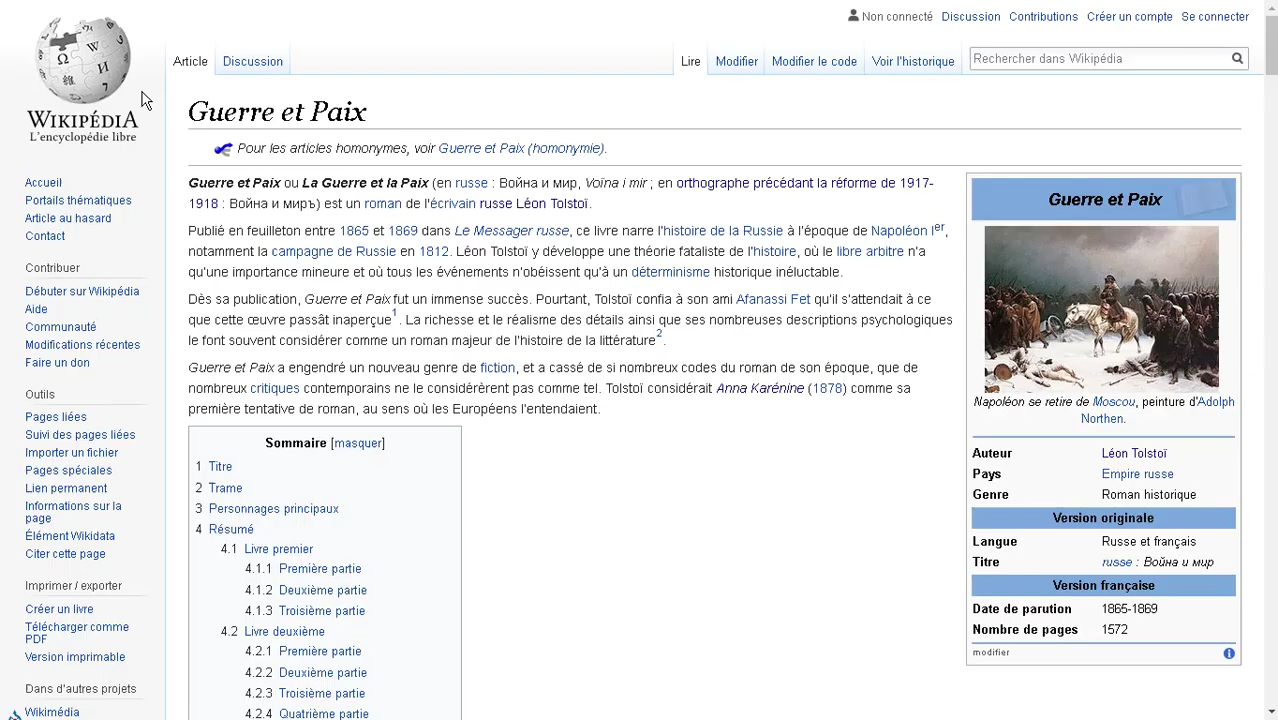 Non connecté Discussion Contributions Créer un compte Se connecter
Article Discussion Lire Modifier Modifier le code Voir l'historique Rechercher dans Wikipédia
WIKIPÉDIA
L'encyclopédie libre
Accueil
Portails thématiques
Article au hasard
Contact
Contribuer
Débuter sur Wikipédia
Aide
Communauté
Modifications récentes
Faire un don
Outils
Pages liées
Suivi des pages liées
Importer un fichier
Pages spéciales
Lien permanent
Informations sur la
page
Élément Wikidata
Citer cette page
Imprimer / exporter
Créer un livre
Télécharger comme
PDF
Version imprimable
Dans d'autres projets
Wikimédia
Guerre et Paix
Pour les articles homonymes, voir Guerre et Paix (homonymie).
Guerre et Paix ou La Guerre et la Paix (en russe : Война и мир, Voïna i mir ; en orthographe précédant la réforme de 1917-
1918 : Война и миръ) est un roman de l'écrivain russe Léon Tolstoï.
Publié en feuilleton entre 1865 et 1869 dans Le Messager russe, ce livre narre l'histoire de la Russie à l'époque de Napoléon Ier,
notamment la campagne de Russie en 1812. Léon Tolstoï y développe une théorie fataliste de l'histoire, où le libre arbitre n'a
qu'une importance mineure et où tous les événements n'obéissent qu'à un déterminisme historique inéluctable.
Dès sa publication, Guerre et Paix fut un immense succès. Pourtant, Tolstoï confia à son ami Afanassi Fet qu'il s'attendait à ce
que cette œuvre passât inaperçue1. La richesse et le réalisme des détails ainsi que ses nombreuses descriptions psychologiques
le font souvent considérer comme un roman majeur de l'histoire de la littérature2.
Guerre et Paix a engendré un nouveau genre de fiction, et a cassé de si nombreux codes du roman de son époque, que de
nombreux critiques contemporains ne le considérèrent pas comme tel. Tolstoï considérait Anna Karénine (1878) comme sa
première tentative de roman, au sens où les Européens l'entendaient.
Sommaire [masquer]
1 Titre
2 Trame
3 Personnages principaux
4 Résumé
4.1 Livre premier
4.1.1 Première partie
4.1.2 Deuxième partie
4.1.3 Troisième partie
4.2 Livre deuxième
4.2.1 Première partie
4.2.2 Deuxième partie
4.2.3 Troisième partie
4.2.4 Quatrième partie
Guerre et Paix
Napoléon se retire de Moscou, peinture d'Adolph
Northen.
Auteur Léon Tolstoï
Pays Empire russe
Genre Roman historique
Version originale
Langue Russe et français
Titre russe : Война и мир
Version française
Date de parution 1865-1869
Nombre de pages 1572
modifier